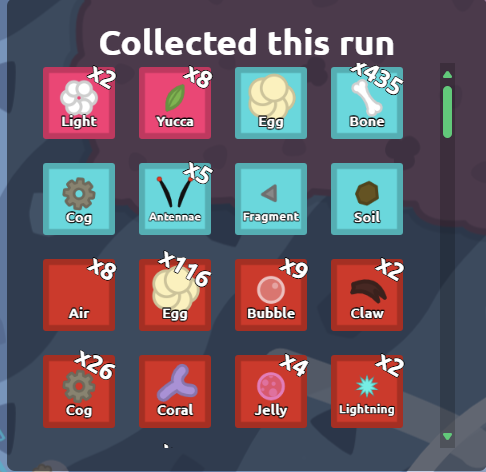 Collected this run
x2 x8 x435
Light Yucca Egg Bone
x5
Cog Antennae Fragment Soil
x8 x116 x9 x2
Air Egg Bubble Claw
x26 x4 x2
Cog Coral Jelly Lightning